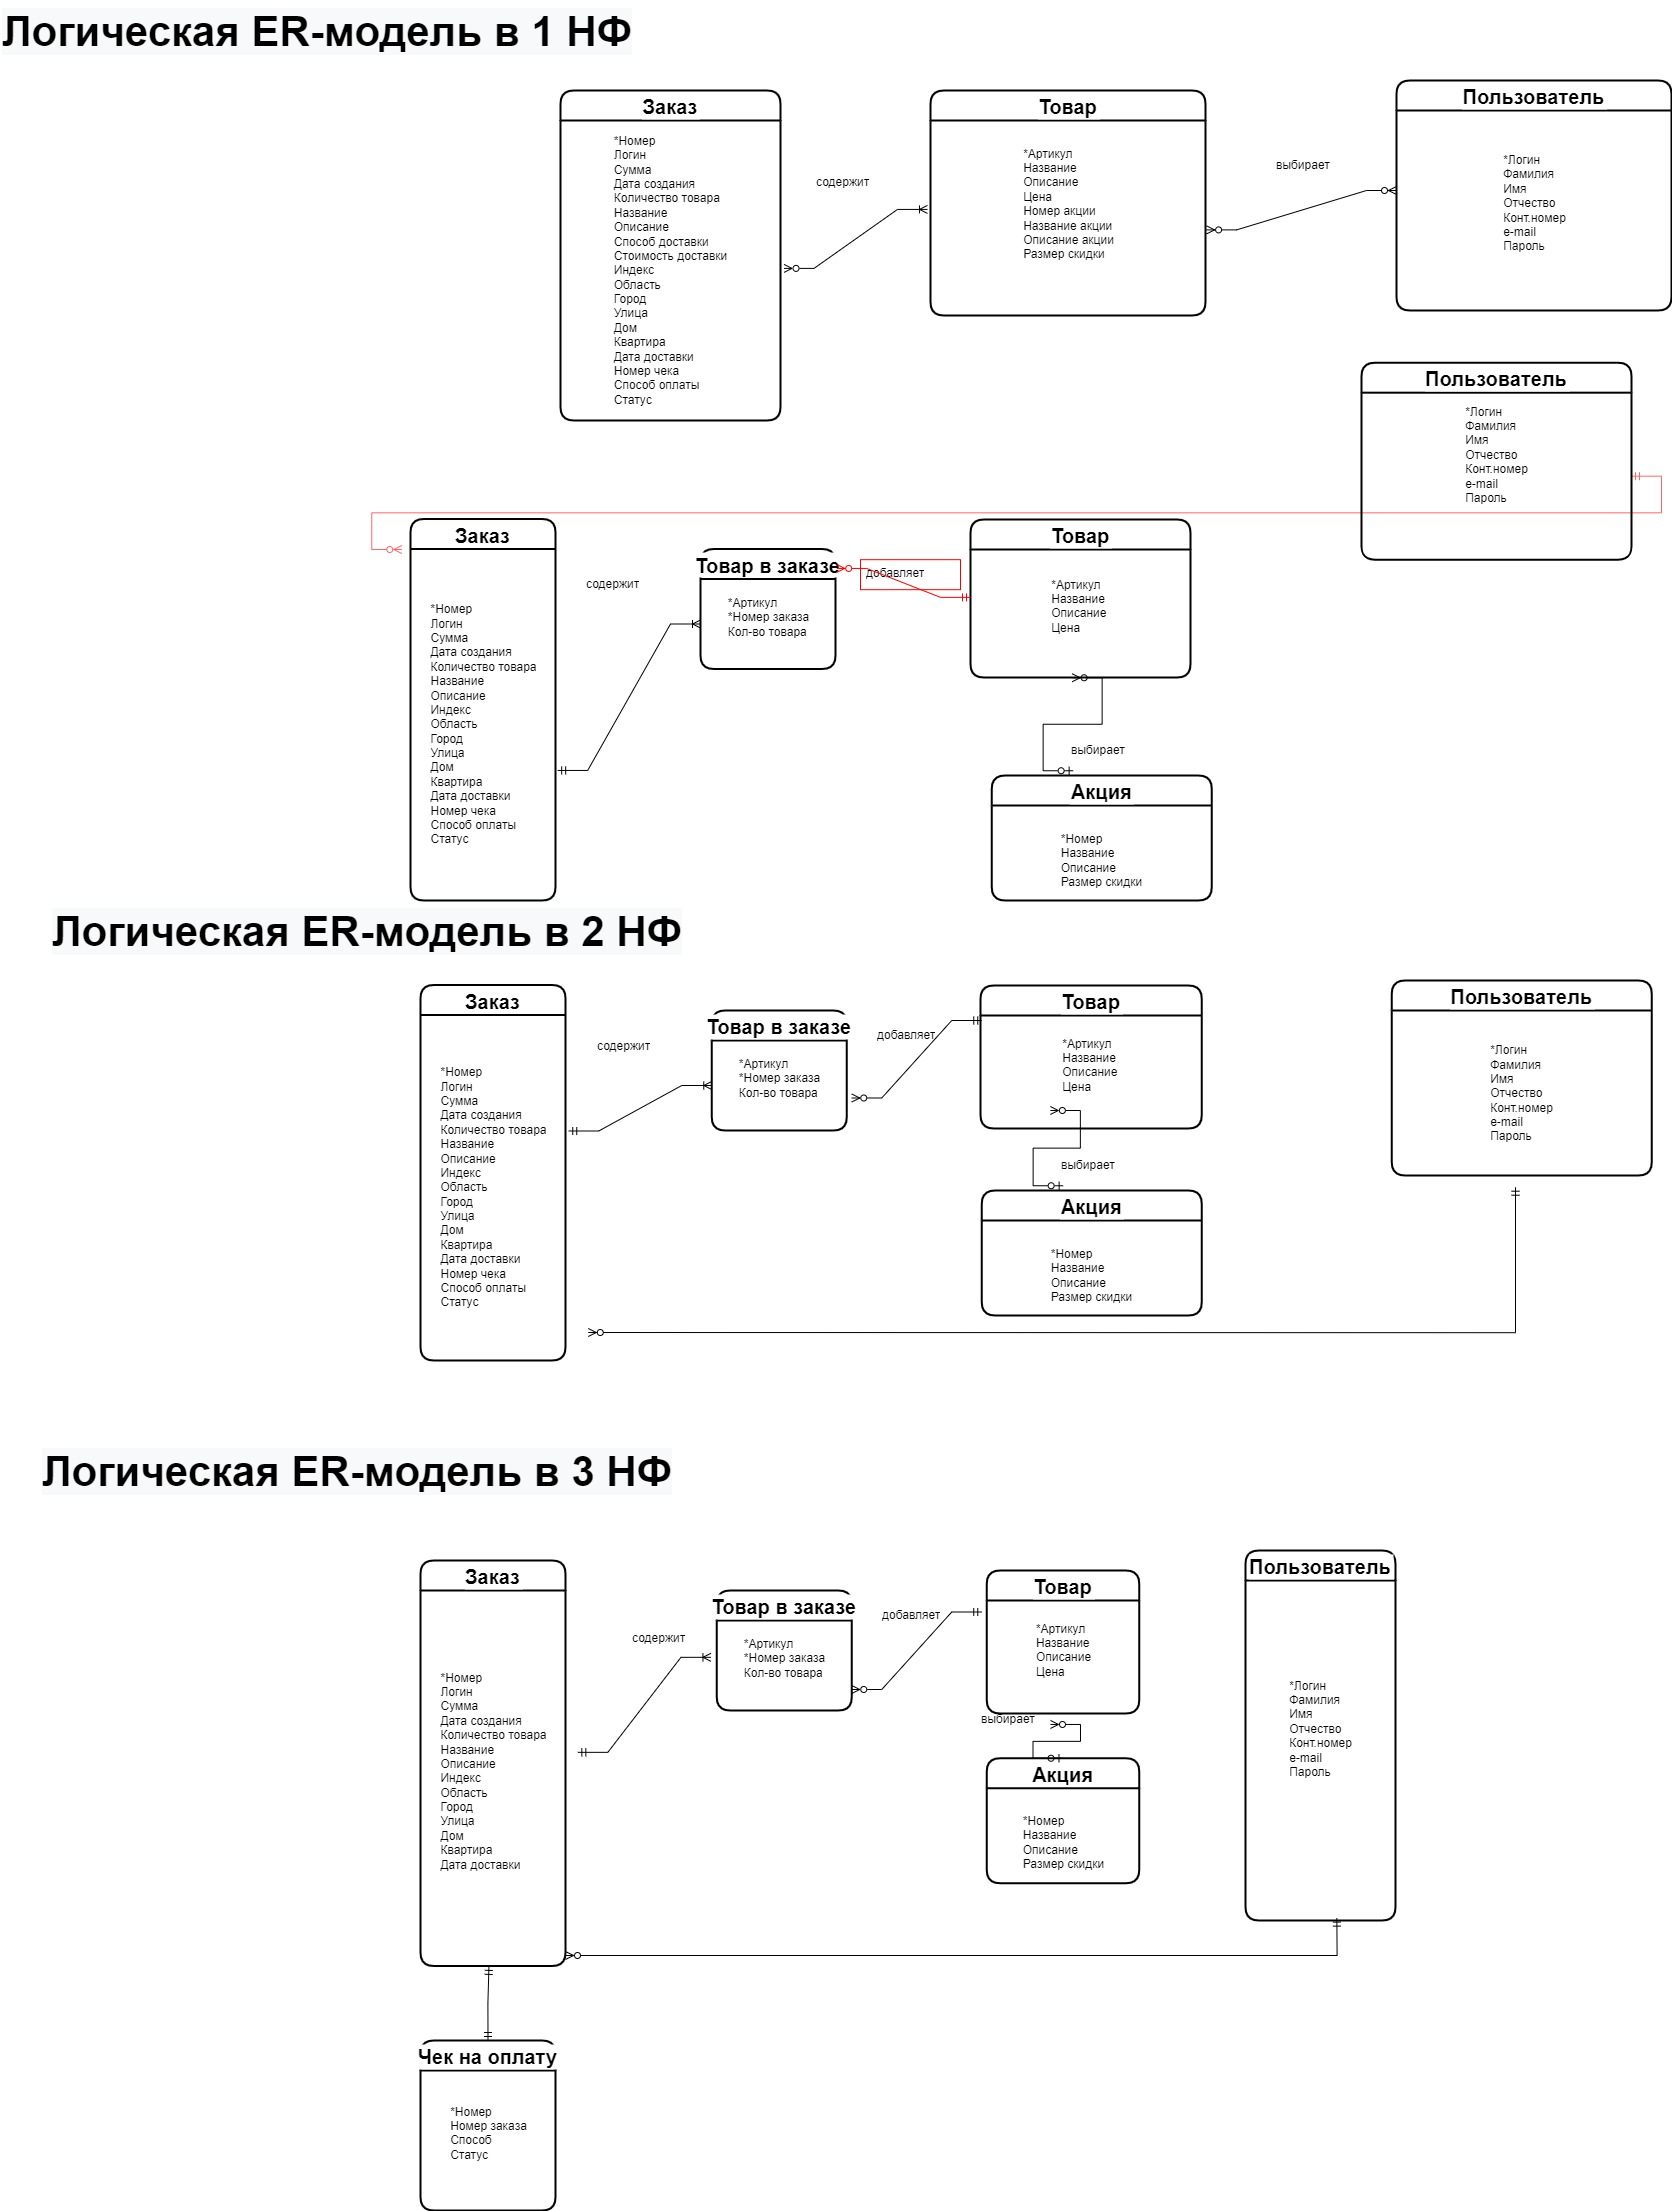 Логическая ER-модель в 1 НФ
Заказ
*Номер
Логин
Сумма
Дата создания
Количество товара
Название
Описание
Способ доставки
Стоимость доставки
Индекс
Область
Город
Улица
Дом
Квартира
Дата доставки
Номер чека
Способ оплаты
Статус
содержит
Товар
*Артикул
Название
Описание
Цена
Номер акции
Название акции
Описание акции
Размер скидки
выбирает
Пользователь
*Логин
Фамилия
Имя
Отчество
Конт.номер
e-mail
Пароль
Пользователь
*Логин
Фамилия
Имя
Отчество
Конт.номер
e-mail
Пароль
Заказ
*Номер
Логин
Сумма
Дата создания
Количество товара
Название
Описание
Индекс
Область
Город
Улица
Дом
Квартира
Дата доставки
Номер чека
Способ оплаты
Статус
содержит
Товар в заказе
*Артикул
*Номер заказа
Кол-во товара
добавляет
Товар
*Артикул
Название
Описание
Цена
выбирает
Акция
*Номер
Название
Описание
Размер скидки
Логическая ER-модель в 2 НФ
Заказ
*Номер
Логин
Сумма
Дата создания
Количество товара
Название
Описание
Индекс
Область
Город
Улица
Дом
Квартира
Дата доставки
Номер чека
Способ оплаты
Статус
содержит
Товар в заказе
*Артикул
*Номер заказа
Кол-во товара
добавляет
Товар
*Артикул
Название
Описание
Цена
выбирает
Акция
*Номер
Название
Описание
Размер скидки
Пользователь
*Логин
Фамилия
Имя
Отчество
Конт.номер
e-mail
Пароль
Логическая ER-модель в 3 НФ
Заказ
*Номер
Логин
Сумма
Дата создания
Количество товара
Название
Описание
Индекс
Область
Город
Улица
Дом
Квартира
Дата доставки
содержит
Товар в заказе
*Артикул
*Номер заказа
Кол-во товара
добавляет
Товар
*Артикул
Название
Описание
Цена
выбирает
Акция
*Номер
Название
Описание
Размер скидки
Пользователь
*Логин
Фамилия
Имя
Отчество
Конт.номер
e-mail
Пароль
Чек на оплату
*Номер
Номер заказа
Способ
Статус